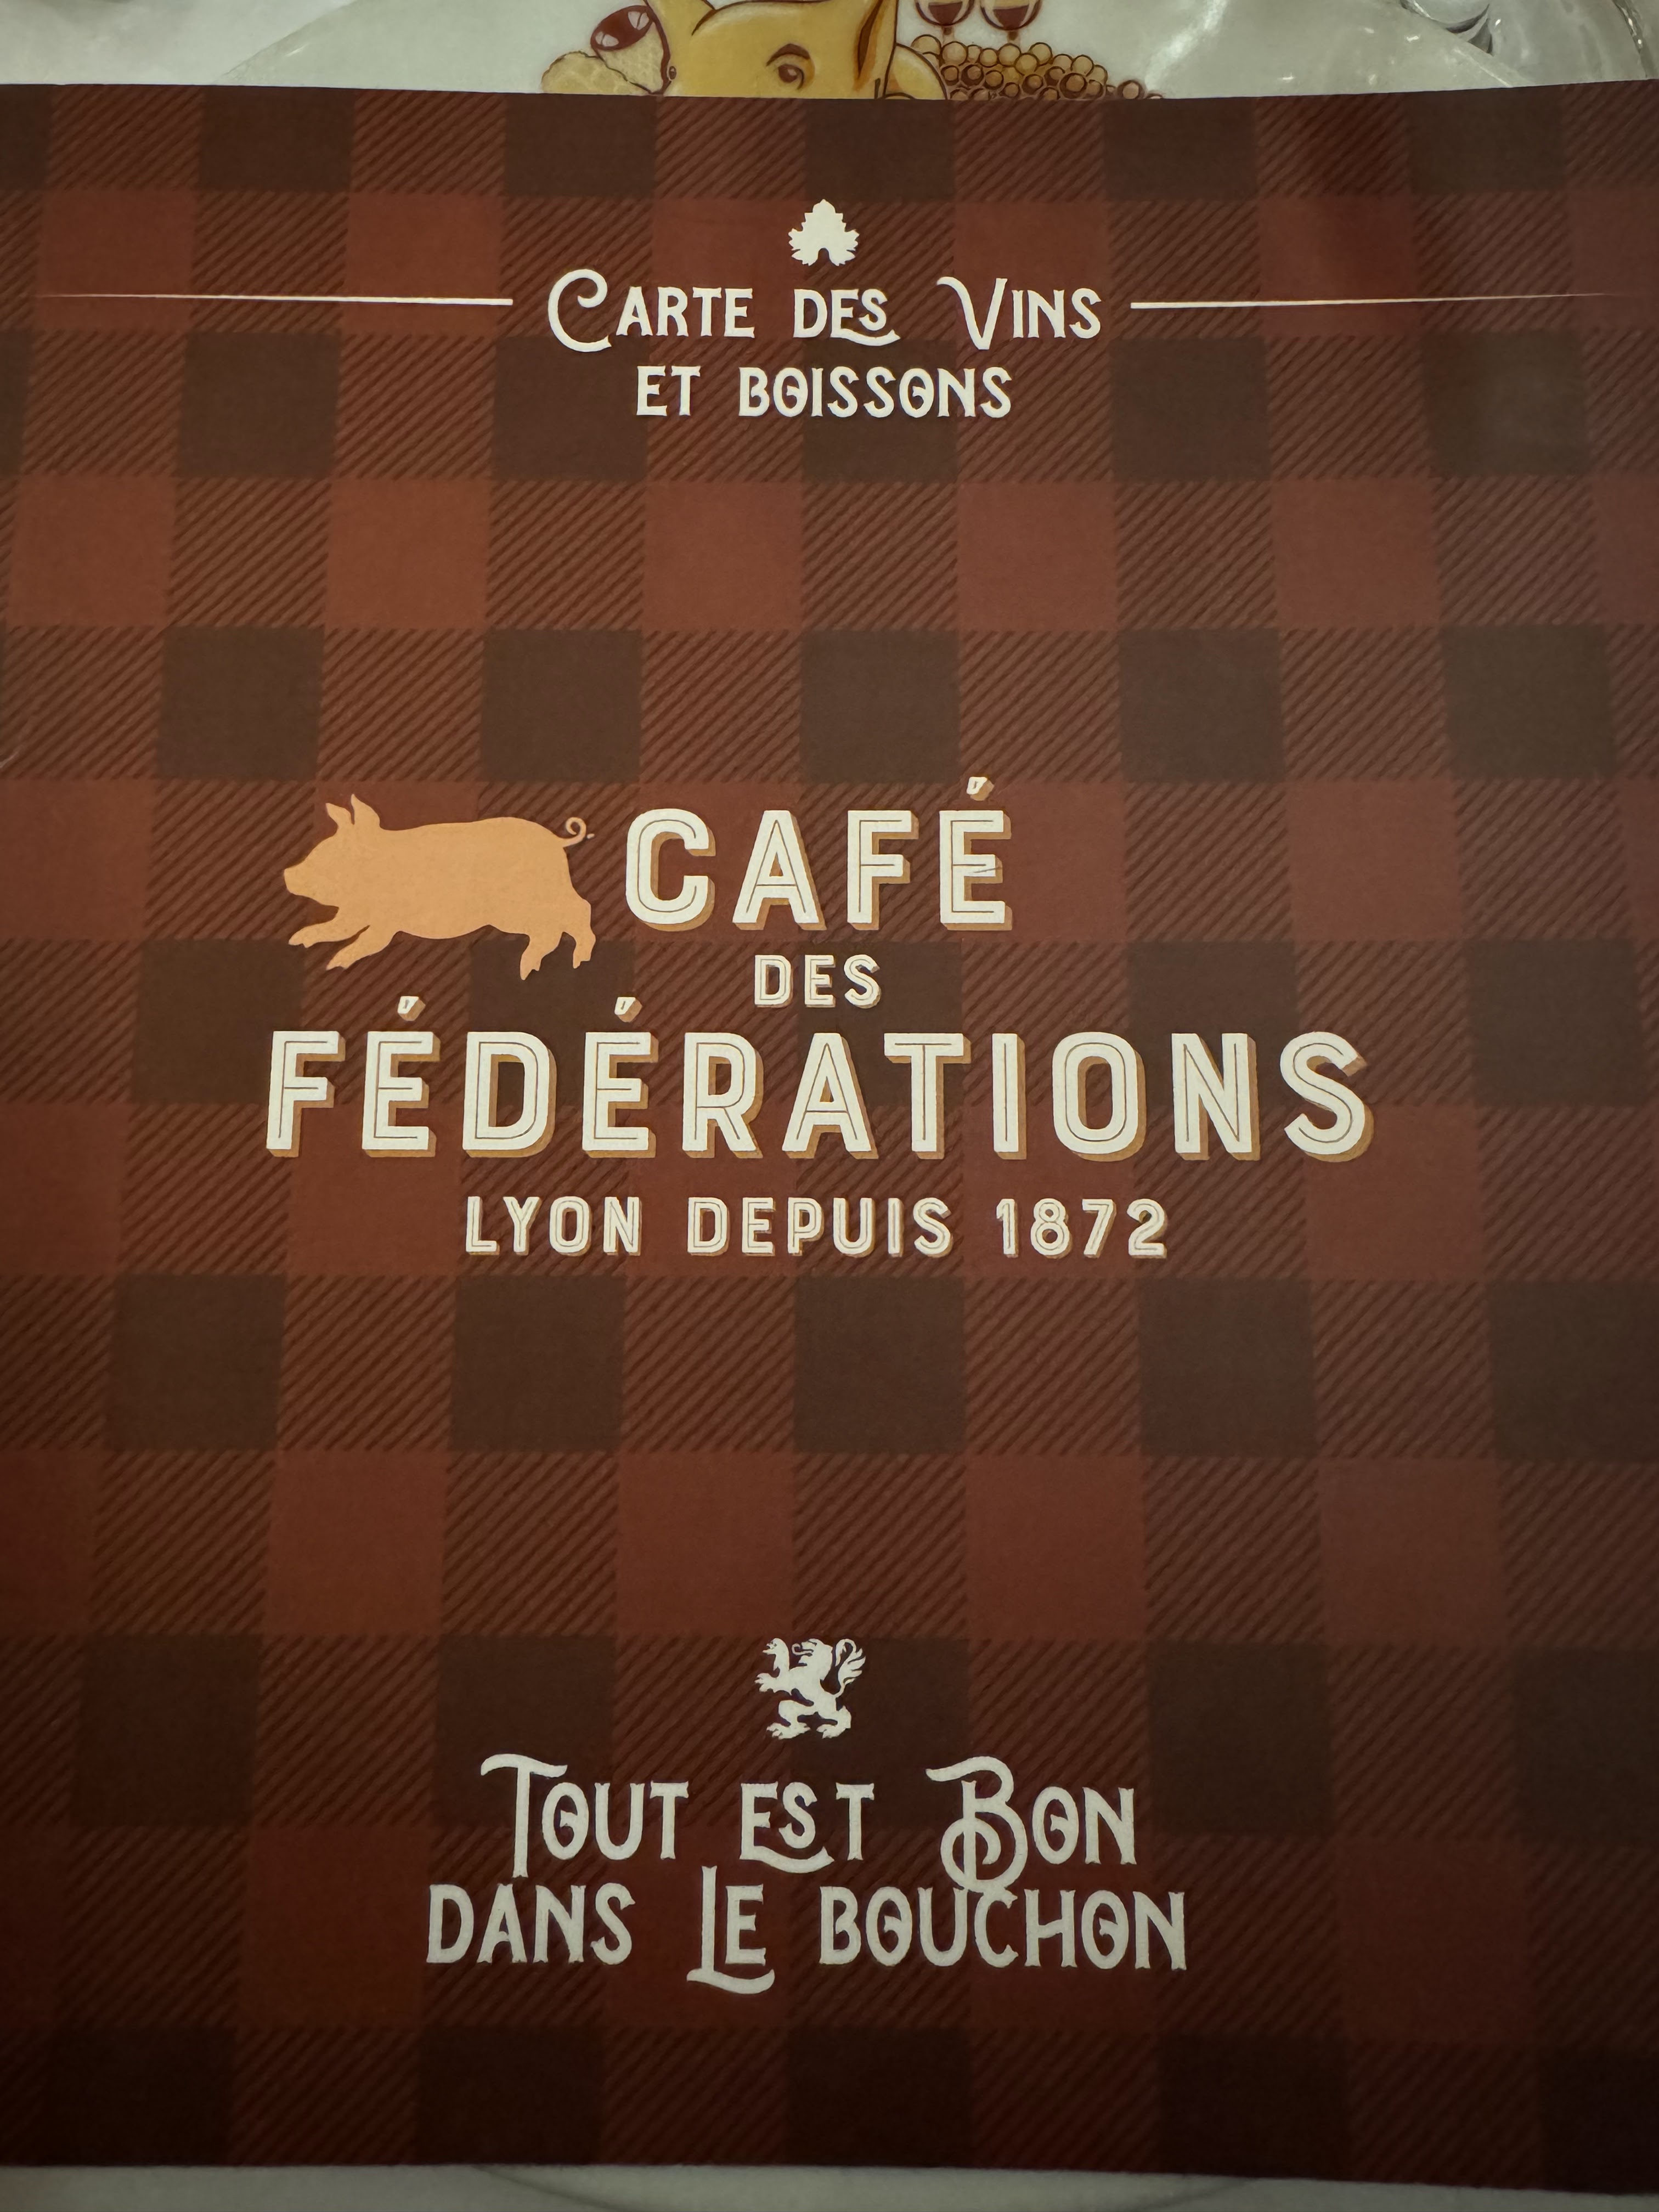 Carte des Vins
et boissons
CAFÉ
DES
FÉDÉRATIONS
LYON DEPUIS 1872
Tout est Bon
dans Le bouchon